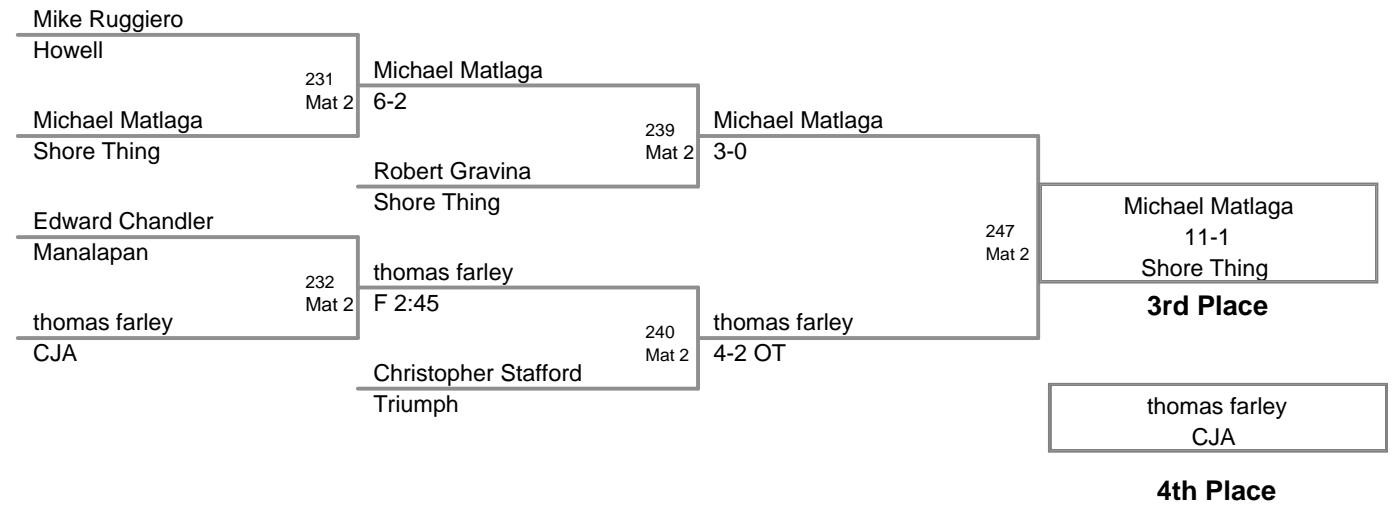 Mike Ruggiero
Howell
231
Mat 2
Michael Matlaga
6-2
Michael Matlaga
Shore Thing
239
Mat 2
Michael Matlaga
3-0
Robert Gravina
Shore Thing
Edward Chandler
Manalapan
232
Mat 2
thomas farley
F 2:45
thomas farley
CJA
240
Mat 2
thomas farley
4-2 OT
Christopher Stafford
Triumph
247
Mat 2
Michael Matlaga
11-1
Shore Thing
3rd Place
thomas farley
CJA
4th Place